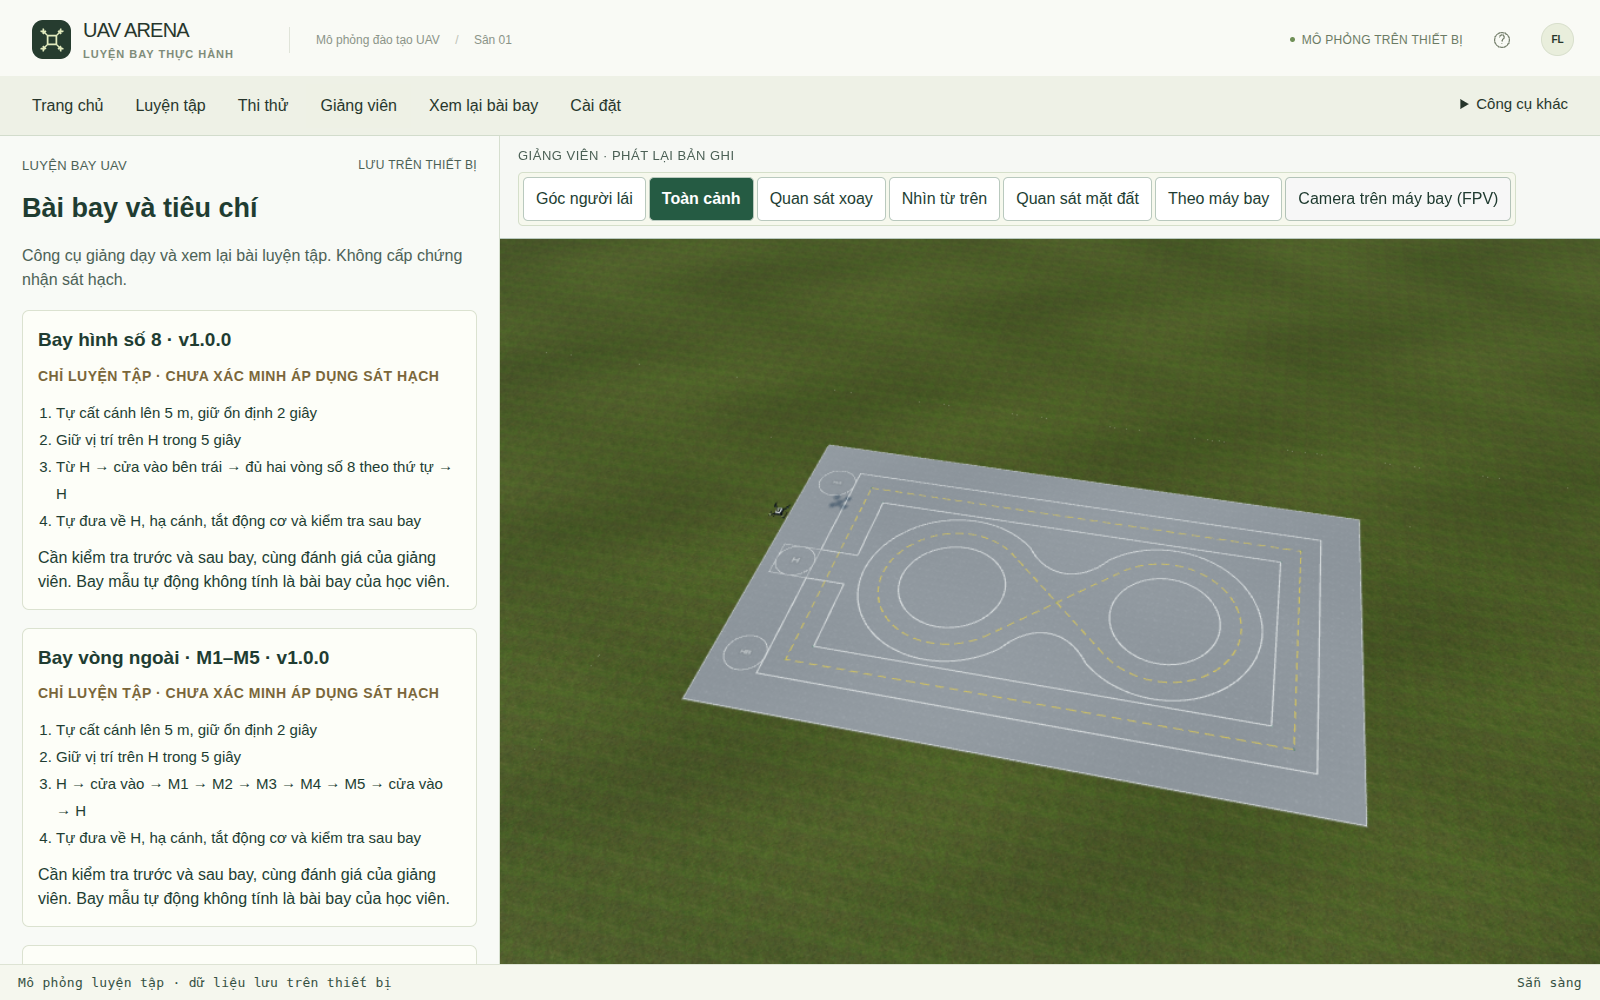 UAV ARENA
LUYỆN BAY THỰC HÀNH
Mô phỏng đào tạo UAV / Sân 01
MÔ PHỎNG TRÊN THIẾT BỊ
FL
Trang chủ Luyện tập Thi thử Giảng viên Xem lại bài bay Cài đặt
Công cụ khác
LUYỆN BAY UAV
LƯU TRÊN THIẾT BỊ
Bài bay và tiêu chí
Công cụ giảng dạy và xem lại bài luyện tập. Không cấp chứng
nhận sát hạch.
Bay hình số 8 · v1.0.0
CHỈ LUYỆN TẬP · CHƯA XÁC MINH ÁP DỤNG SÁT HẠCH
1. Tự cất cánh lên 5 m, giữ ổn định 2 giây
2. Giữ vị trí trên H trong 5 giây
3. Từ H → cửa vào bên trái → đủ hai vòng số 8 theo thứ tự →
H
4. Tự đưa về H, hạ cánh, tắt động cơ và kiểm tra sau bay
Cần kiểm tra trước và sau bay, cùng đánh giá của giảng
viên. Bay mẫu tự động không tính là bài bay của học viên.
Bay vòng ngoài · M1–M5 · v1.0.0
CHỈ LUYỆN TẬP · CHƯA XÁC MINH ÁP DỤNG SÁT HẠCH
1. Tự cất cánh lên 5 m, giữ ổn định 2 giây
2. Giữ vị trí trên H trong 5 giây
3. H → cửa vào → M1 → M2 → M3 → M4 → M5 → cửa vào
→ H
4. Tự đưa về H, hạ cánh, tắt động cơ và kiểm tra sau bay
Cần kiểm tra trước và sau bay, cùng đánh giá của giảng
viên. Bay mẫu tự động không tính là bài bay của học viên.
GIẢNG VIÊN · PHÁT LẠI BẢN GHI
Góc người lái Toàn cảnh Quan sát xoay Nhìn từ trên Quan sát mặt đất Theo máy bay Camera trên máy bay (FPV)
Mô phỏng luyện tập · dữ liệu lưu trên thiết bị
Sẵn sàng